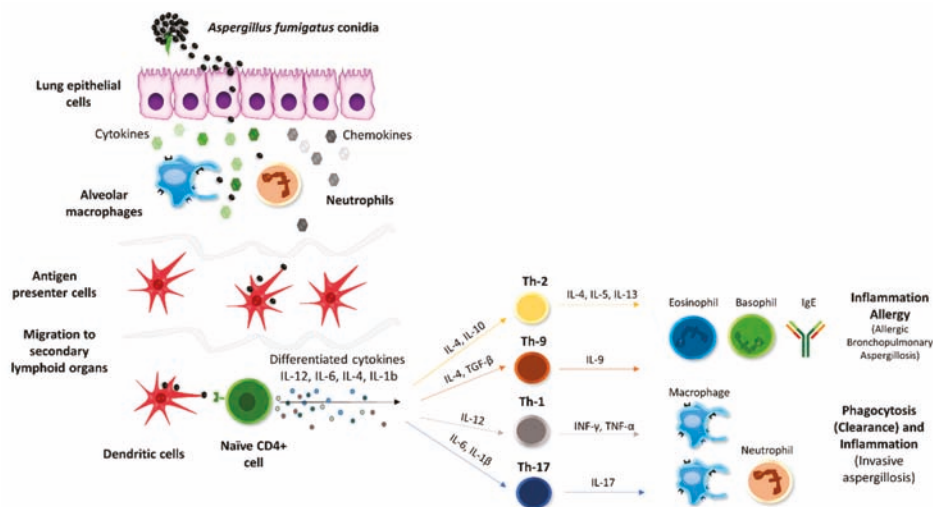 Aspergillus fumigatus conidia
Lung epithelial
cells
Cytokines
Chemokines
Alveolar
macrophages
Neutrophils
Antigen
presenter cells
Migration to
secondary
lymphoid organs
Dendritic cells
Naïve CD4+
cell
Differentiated cytokines
IL-12, IL-6, IL-4, IL-1b
IL-4, IL-10
IL-4, TGF-β
IL-12
IL-6, IL-1β
Th-2
IL-4, IL-5, IL-13
Th-9
IL-9
Th-1
INF-γ, TNF-α
Th-17
IL-17
Eosinophil
Basophil
IgE
Inflammation
Allergy
(Allergic
Bronchopulmonary
Aspergillosis)
Macrophage
Neutrophil
Phagocytosis
(Clearance) and
Inflammation
(Invasive
aspergillosis)